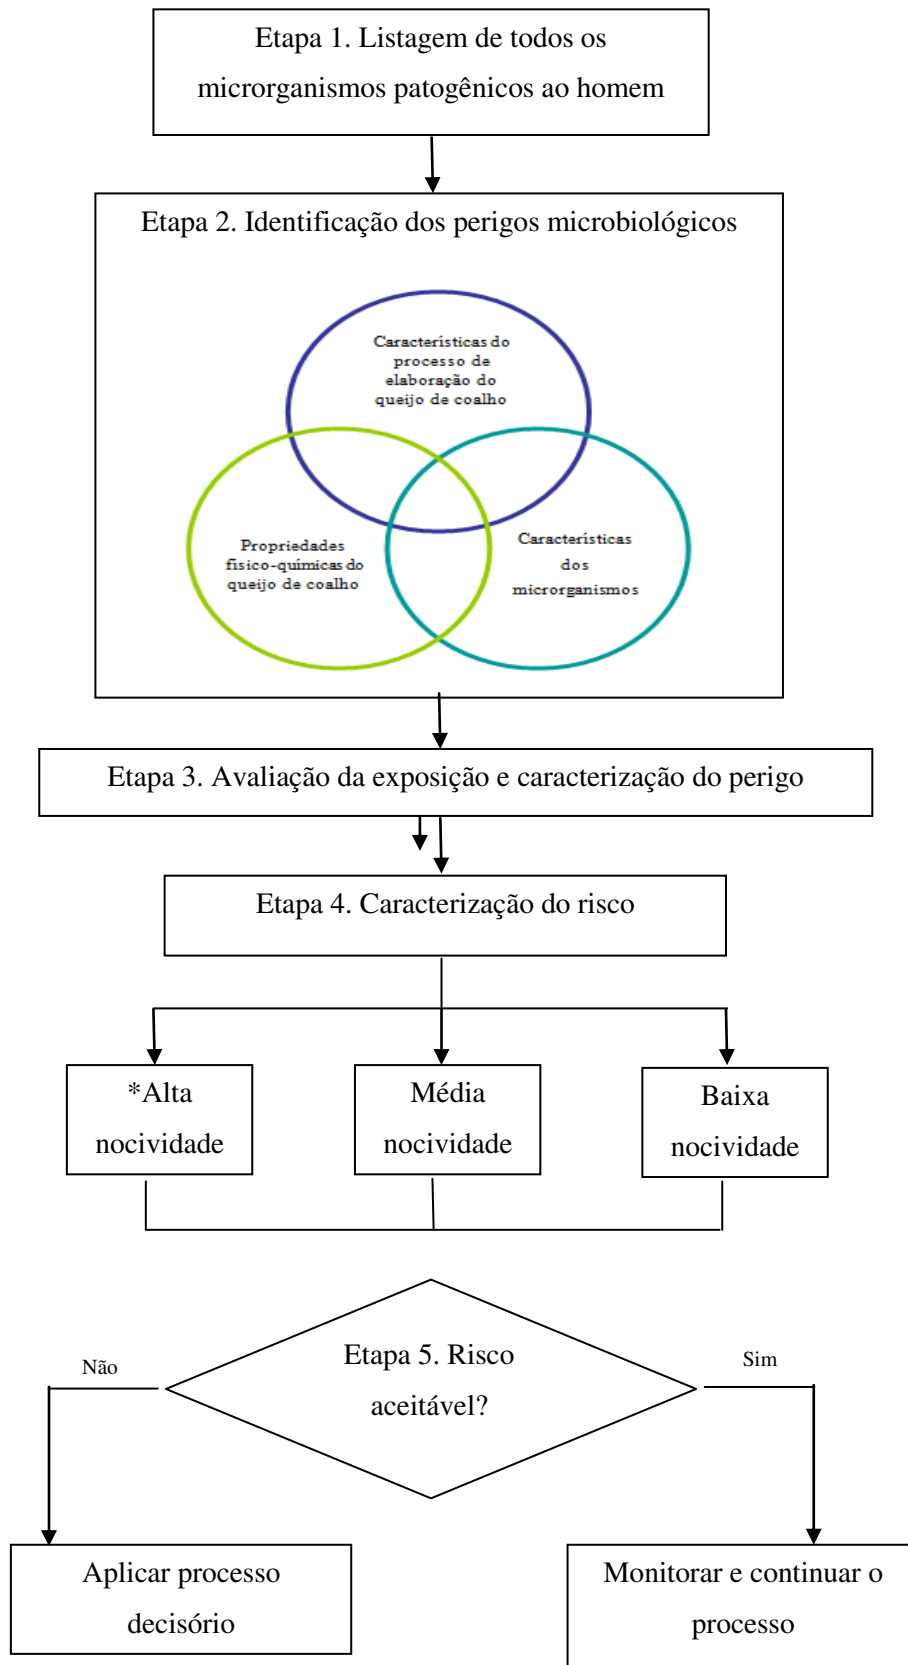 Etapa 1. Listagem de todos os
microrganismos patogênicos ao homem
Etapa 2. Identificação dos perigos microbiológicos
Características do
processo de
elaboração do
queijo de coalho
Propriedades
físico-químicas do
queijo de coalho
Características
dos
microrganismos
Etapa 3. Avaliação da exposição e caracterização do perigo
Etapa 4. Caracterização do risco
*Alta
nocividade
Média
nocividade
Baixa
nocividade
Etapa 5. Risco
aceitável?
Não
Sim
Aplicar processo
decisório
Monitorar e continuar o
processo